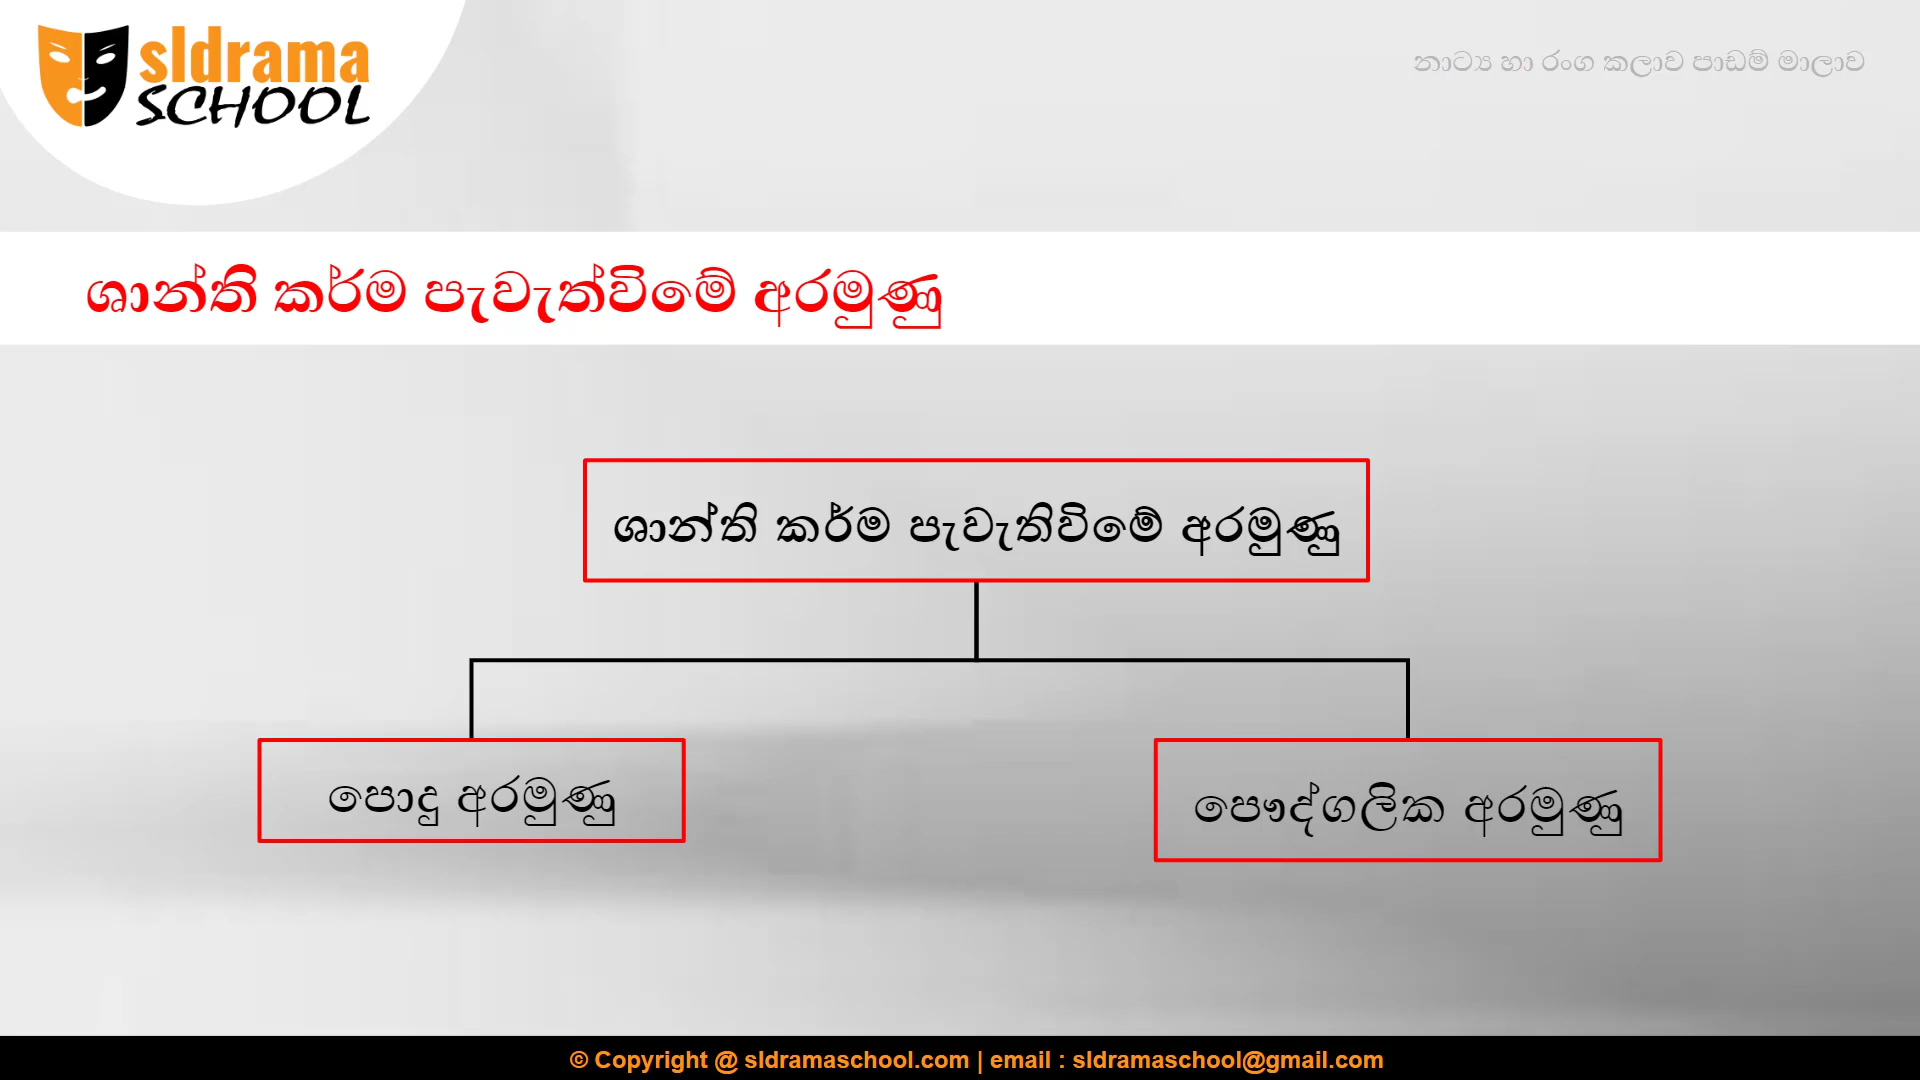 sldrama
SCHOOL
නාට්‍ය හා රංග කලාව පාඩම් මාලාව
ශාන්ති කර්ම පැවැත්විමේ අරමුණු
ශාන්ති කර්ම පැවැතිවිමේ අරමුණු
පොදු අරමුණු
පෞද්ගලික අරමුණු
© Copyright @ sldramaschool.com | email : sldramaschool@gmail.com